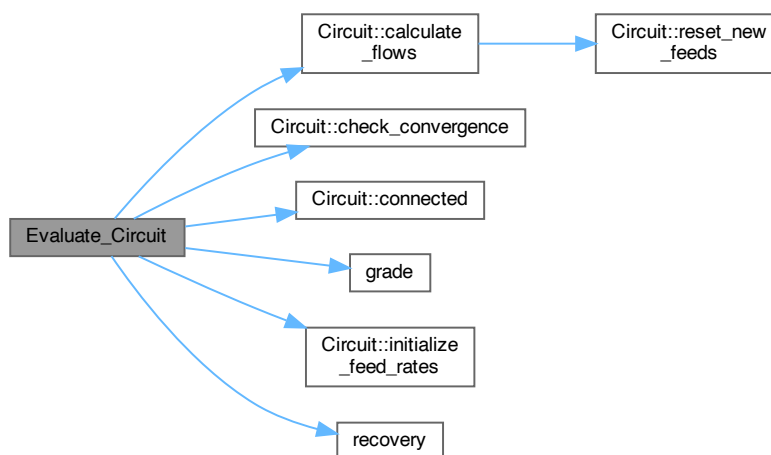 Circuit::calculate
_flows
Circuit::reset_new
_feeds
Circuit::check_convergence
Circuit::connected
Evaluate_Circuit
grade
Circuit::initialize
_feed_rates
recovery